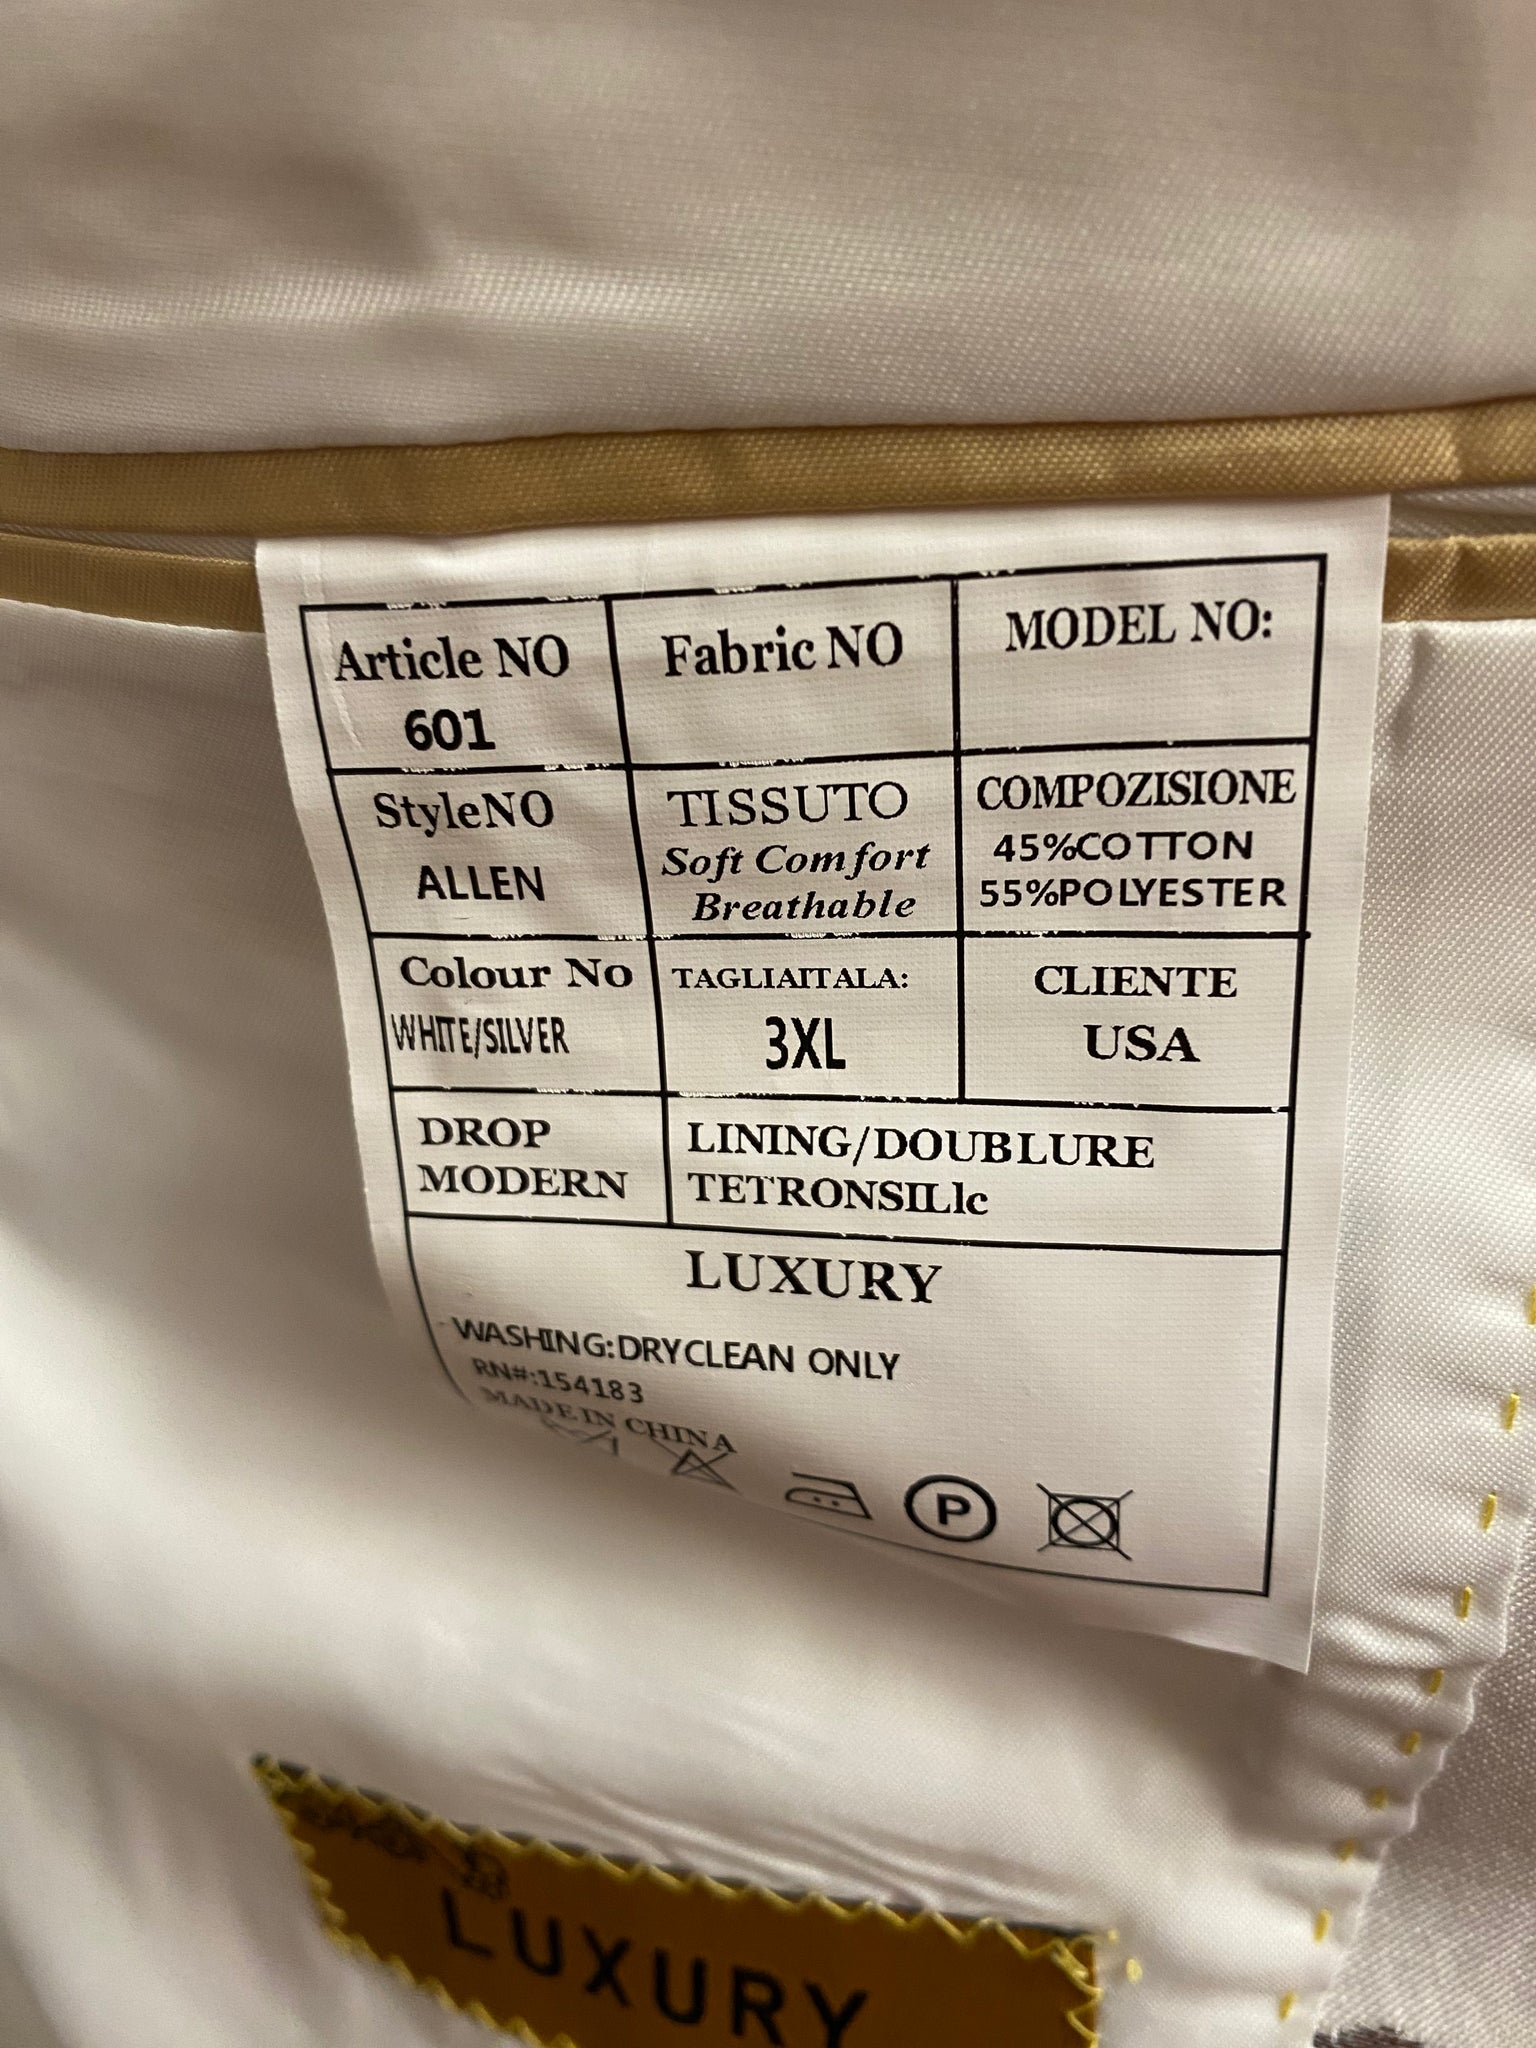 Article NO
601
Fabric NO
MODEL NO:
StyleNO
ALLEN
TISSUTO
Soft Comfort
Breathable
COMPOZISIONE
45%COTTON
55%POLYESTER
Colour No
WHITE/SILVER
TAGLIAITALA:
3XL
CLIENTE
USA
DROP
MODERN
LINING/DOUBLURE
TETRONSILlc
LUXURY
WASHING:DRYCLEAN ONLY
RN#:154183
MADE IN CHINA
P
LUXURY